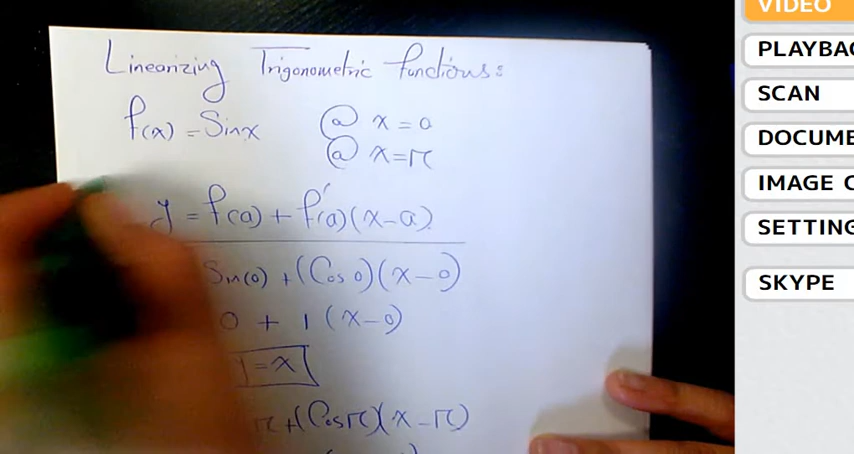 Linearizing Trigonometric functions:
f(x) = Sinx @ x = 0
@ x = π
y = f(a) + f'(a)(x-a)
Sin(0) + (Cos 0)(x-0)
0 + 1 (x-0)
y = x
π + (Cosπ)(x-π)
VIDEO
PLAYBAC
SCAN
DOCUME
IMAGE C
SETTING
SKYPE